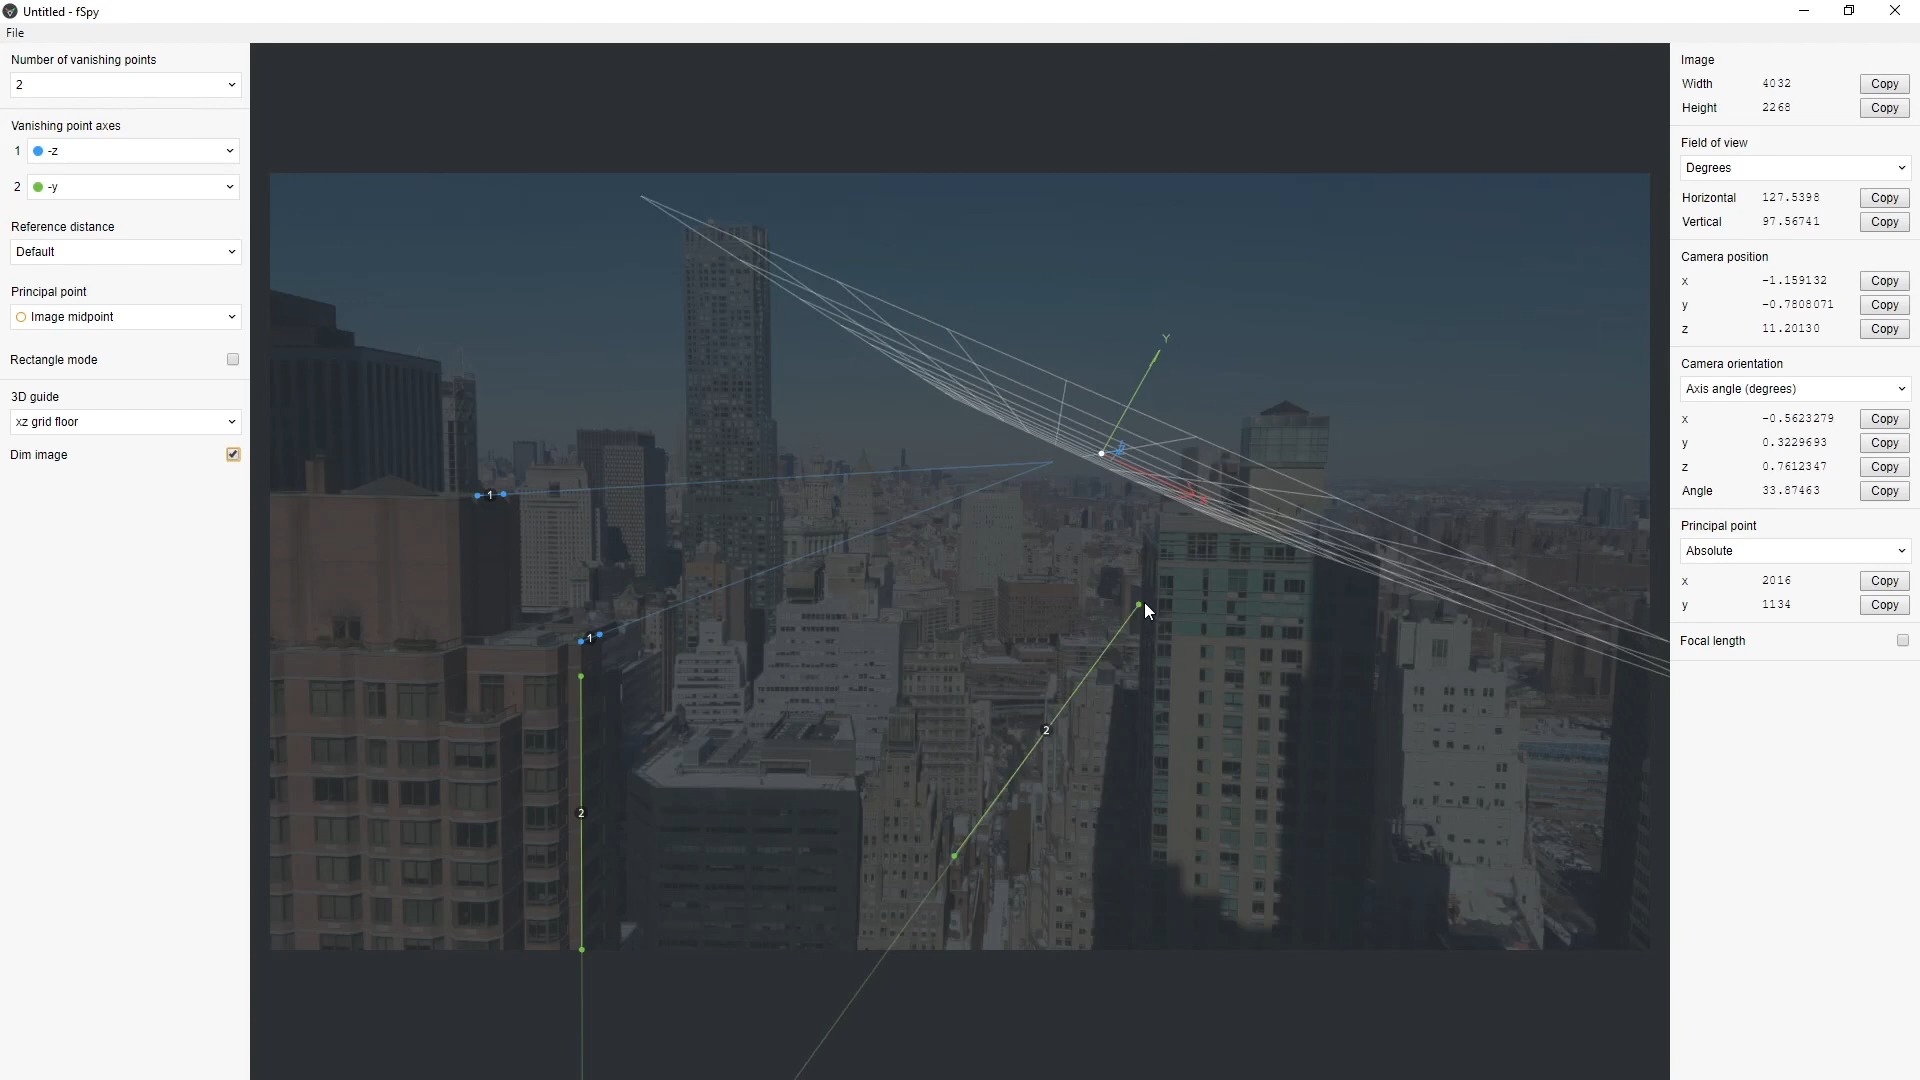 Untitled - fSpy
File
Number of vanishing points
2
Vanishing point axes
1 -z
2 -y
Reference distance
Default
Principal point
Image midpoint
Rectangle mode
3D guide
xz grid floor
Dim image
Y
1
1
2
2
Image
Width 4032 Copy
Height 2268 Copy
Field of view
Degrees
Horizontal 127.5398 Copy
Vertical 97.56741 Copy
Camera position
x -1.159132 Copy
y -0.7808071 Copy
z 11.20130 Copy
Camera orientation
Axis angle (degrees)
x -0.5623279 Copy
y 0.3229693 Copy
z 0.7612347 Copy
Angle 33.87463 Copy
Principal point
Absolute
x 2016 Copy
y 1134 Copy
Focal length